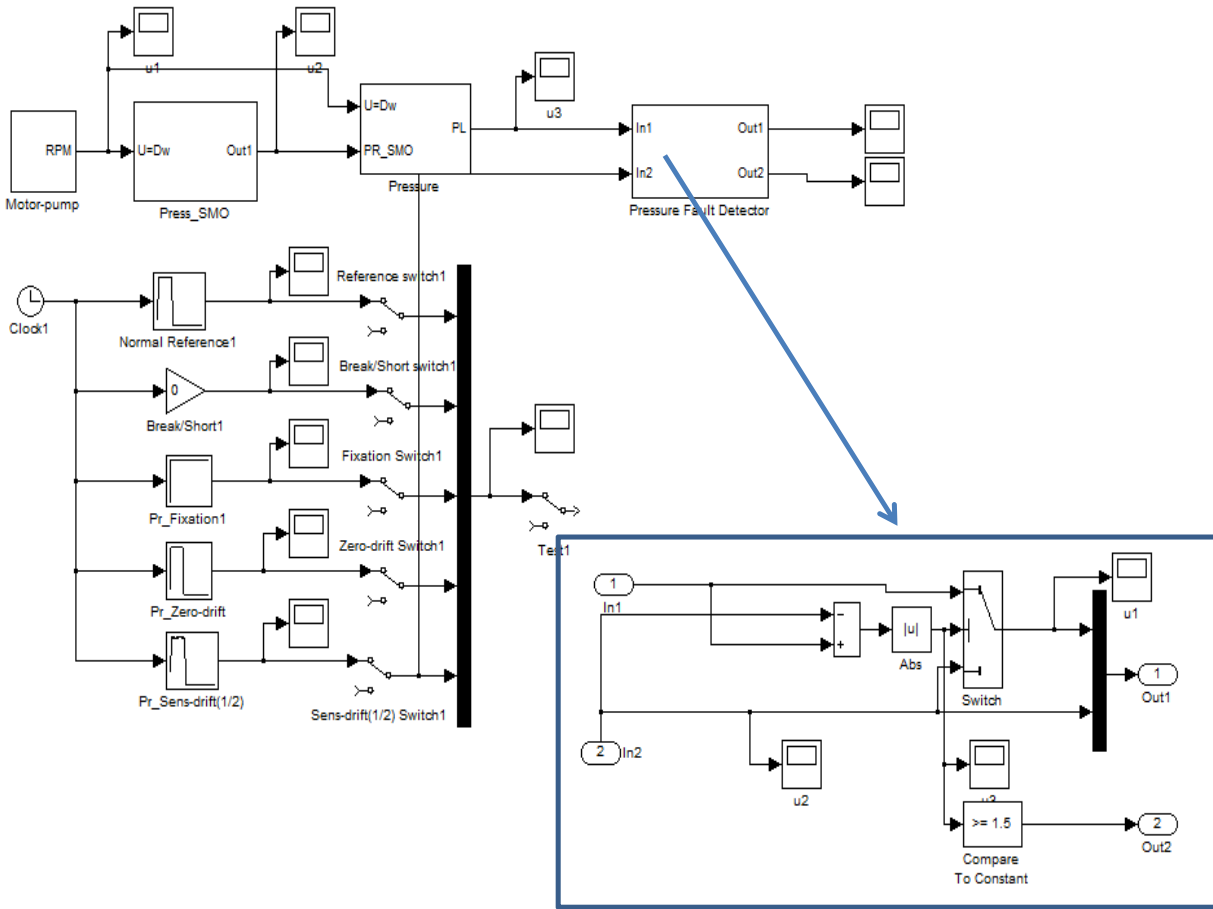 u1
u2
U=Dw
PL
PR_SMO
Pressure
u3
RPM
Motor-pump
U=Dw
Out1
Press_SMO
In1
In2
Out1
Out2
Pressure Fault Detector
Clock1
Normal Reference1
Reference switch1
0
Break/Short1
Break/Short switch1
Pr_Fixation1
Fixation Switch1
Pr_Zero-drift
Zero-drift Switch1
Pr_Sens-drift(1/2)
Sens-drift(1/2) Switch1
Test1
1
In1
−
+
|u|
Abs
Switch
u1
1
Out1
2
In2
u2
u3
>= 1.5
Compare
To Constant
2
Out2